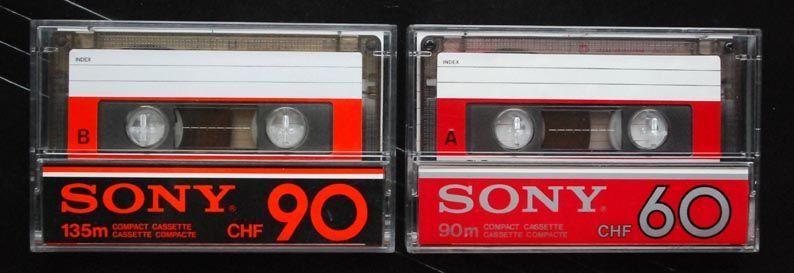 INDEX
B
SONY®
135m COMPACT CASSETTE
CASSETTE COMPACTE
CHF 90
INDEX
A
SONY®
90m COMPACT CASSETTE
CASSETTE COMPACTE
CHF 60